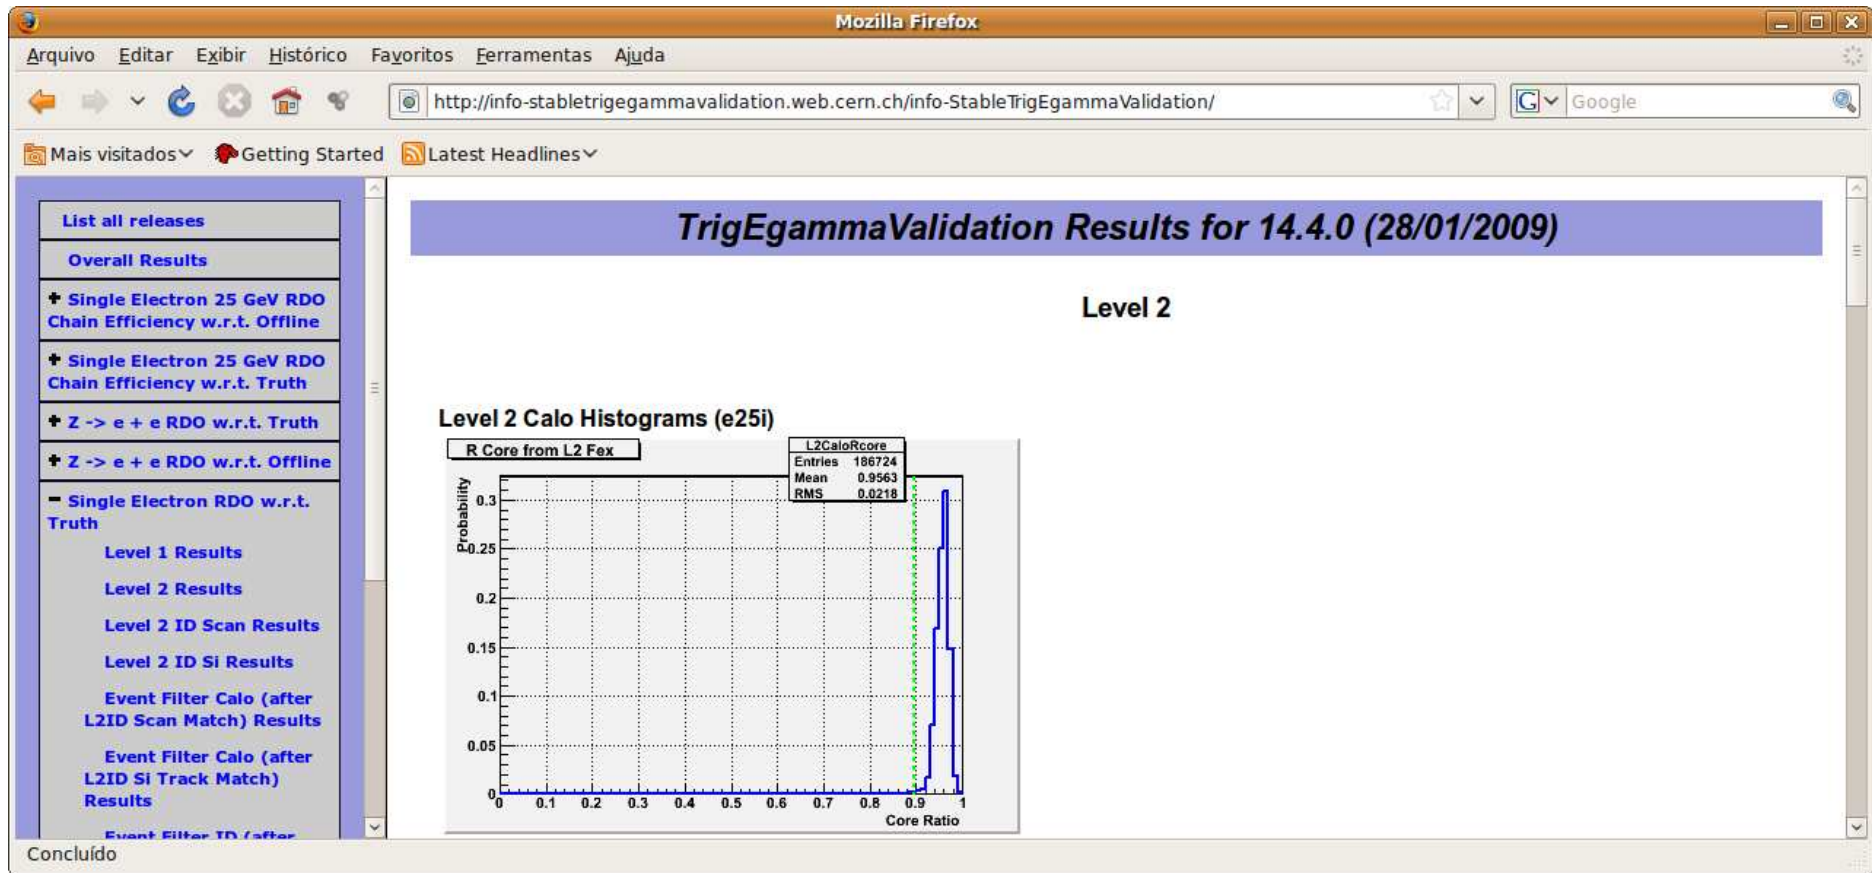 Mozilla Firefox
Arquivo Editar Exibir Histórico Favoritos Ferramentas Ajuda
http://info-stabletrigegammavalidation.web.cern.ch/info-StableTrigEgammaValidation/
G Google
Mais visitados Getting Started Latest Headlines
List all releases
Overall Results
+ Single Electron 25 GeV RDO
Chain Efficiency w.r.t. Offline
+ Single Electron 25 GeV RDO
Chain Efficiency w.r.t. Truth
+ Z -> e + e RDO w.r.t. Truth
+ Z -> e + e RDO w.r.t. Offline
- Single Electron RDO w.r.t.
Truth
Level 1 Results
Level 2 Results
Level 2 ID Scan Results
Level 2 ID Si Results
Event Filter Calo (after
L2ID Scan Match) Results
Event Filter Calo (after
L2ID Si Track Match)
Results
Event Filter ID (after
TrigEgammaValidation Results for 14.4.0 (28/01/2009)
Level 2
Level 2 Calo Histograms (e25i)
R Core from L2 Fex
L2CaloRcore
Entries 186724
Mean 0.9563
RMS 0.0218
Probability
0.3
0.25
0.2
0.15
0.1
0.05
0
0 0.1 0.2 0.3 0.4 0.5 0.6 0.7 0.8 0.9 1
Core Ratio
Concluído